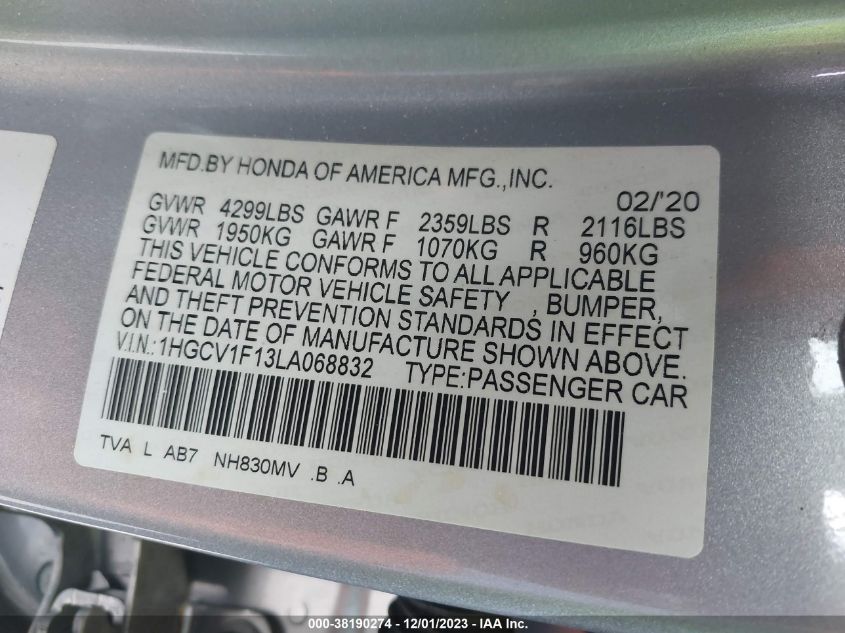 MFD.BY HONDA OF AMERICA MFG.,INC.
02/'20
GVWR 4299LBS GAWR F 2359LBS R 2116LBS
GVWR 1950KG GAWR F 1070KG R 960KG
THIS VEHICLE CONFORMS TO ALL APPLICABLE
FEDERAL MOTOR VEHICLE SAFETY , BUMPER,
AND THEFT PREVENTION STANDARDS IN EFFECT
ON THE DATE OF MANUFACTURE SHOWN ABOVE.
V.I.N.:1HGCV1F13LA068832 TYPE:PASSENGER CAR
TVA L AB7 NH830MV .B .A
000-38190274 - 12/01/2023 - IAA Inc.